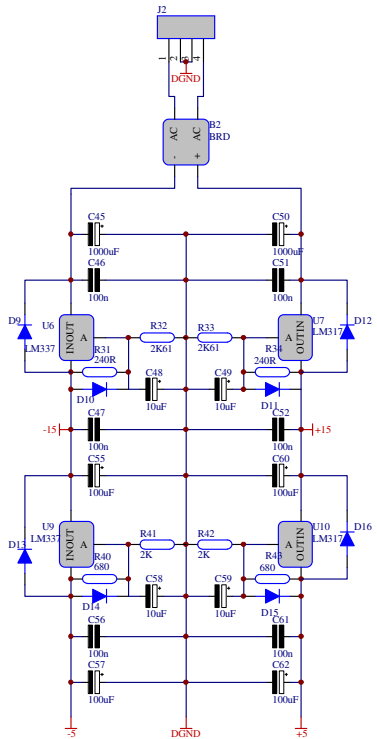 J2
1 2 3 4
DGND
B2
BRD
AC AC
- +
C45 C50
1000uF 1000uF
C46 C51
100n 100n
D9 U6 U7 D12
INOUT A R32 R33 A OUTIN
LM337 2K61 2K61 LM317
R31 R34
240R 240R
D10 C48 C49 D11
10uF 10uF
C47 C52
-15 +15
100n 100n
C55 C60
100uF 100uF
U9 U10 D16
LM337 R41 R42 LM317
D13 INOUT A 2K 2K A OUTIN
R40 R43
680 680
D14 C58 C59 D15
10uF 10uF
C56 C61
100n 100n
C57 C62
100uF 100uF
-5 DGND +5